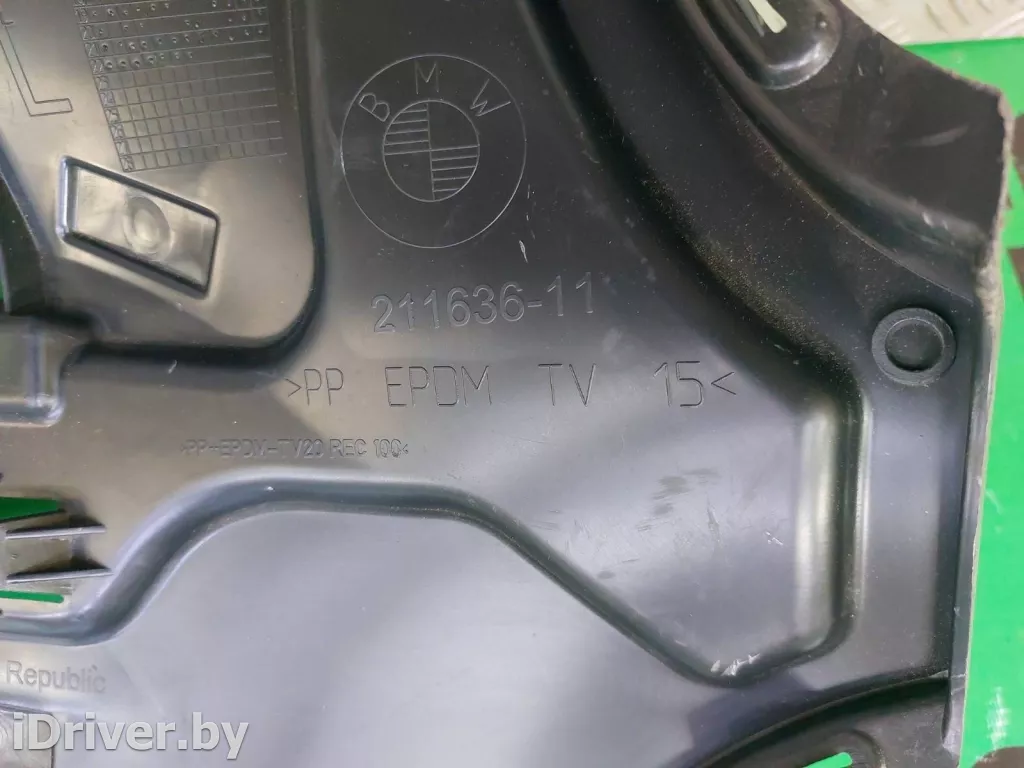 L
BMW
211636-11
>PP EPDM TV 15<
>PP+EPDM-TV20 REC 100<
Republic
iDriver.by